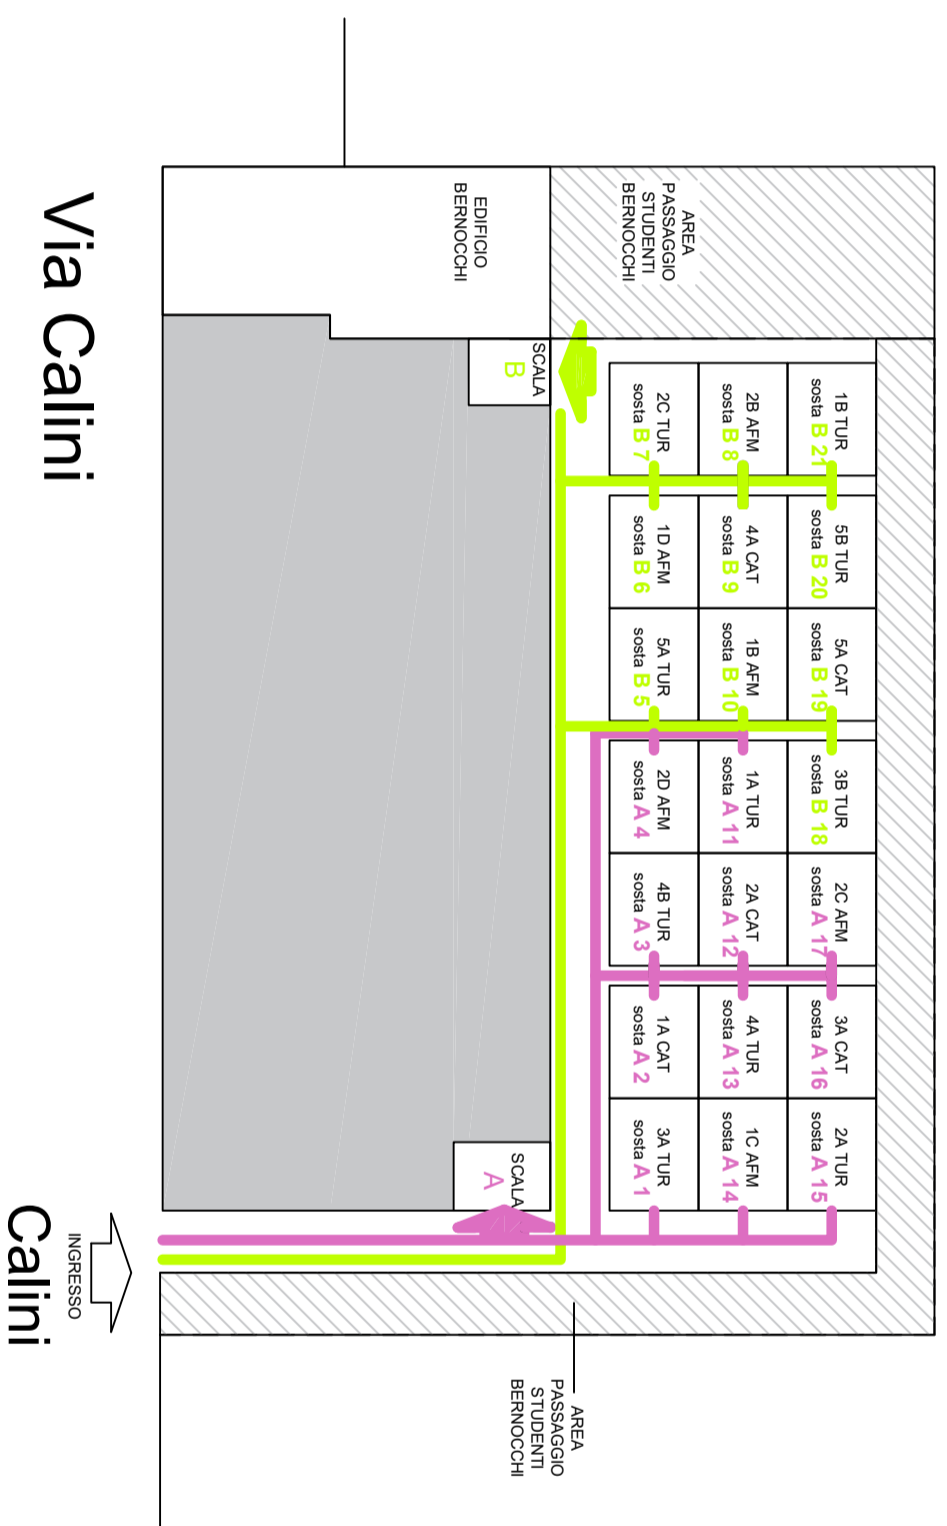 AREA
PASSAGGIO
STUDENTI
BERNOCCHI
EDIFICIO
BERNOCCHI
Via Calini
1B TUR
sosta B 21
5B TUR
sosta B 20
5A CAT
sosta B 19
3B TUR
sosta B 18
2C AFM
sosta A 17
3A CAT
sosta A 16
2A TUR
sosta A 15
2B AFM
sosta B 8
4A CAT
sosta B 9
1B AFM
sosta B 10
1A TUR
sosta A 11
2A CAT
sosta A 12
4A TUR
sosta A 13
1C AFM
sosta A 14
2C TUR
sosta B 7
1D AFM
sosta B 6
5A TUR
sosta B 5
2D AFM
sosta A 4
4B TUR
sosta A 3
1A CAT
sosta A 2
3A TUR
sosta A 1
SCALA
B
SCALA
A
AREA
PASSAGGIO
STUDENTI
BERNOCCHI
INGRESSO
Calini